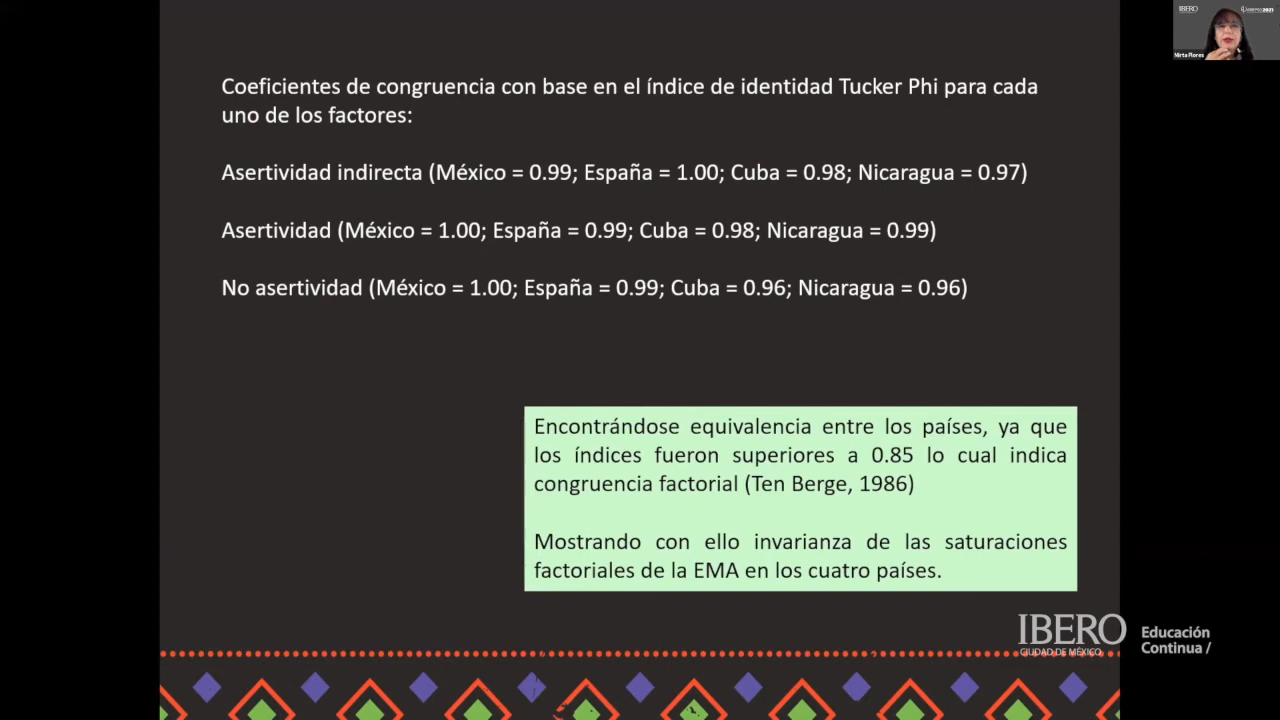 Coeficientes de congruencia con base en el índice de identidad Tucker Phi para cada
uno de los factores:
Asertividad indirecta (México = 0.99; España = 1.00; Cuba = 0.98; Nicaragua = 0.97)
Asertividad (México = 1.00; España = 0.99; Cuba = 0.98; Nicaragua = 0.99)
No asertividad (México = 1.00; España = 0.99; Cuba = 0.96; Nicaragua = 0.96)
Encontrándose equivalencia entre los países, ya que
los índices fueron superiores a 0.85 lo cual indica
congruencia factorial (Ten Berge, 1986)
Mostrando con ello invarianza de las saturaciones
factoriales de la EMA en los cuatro países.
IBERO
CIUDAD DE MÉXICO
Educación
Continua /
IBERO
Mirta Flores